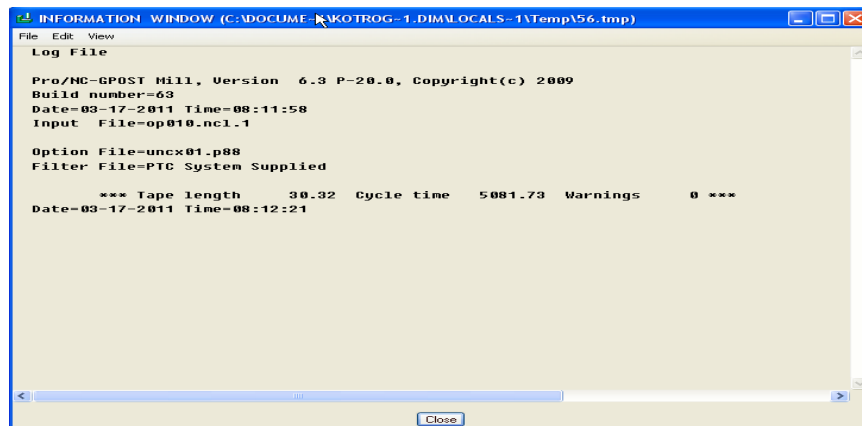 INFORMATION WINDOW (C:\DOCUME~1\KOTROG~1.DIM\LOCALS~1\Temp\56.tmp)
File Edit View
Log File
Pro/NC-GPOST Mill, Version 6.3 P-20.0, Copyright(c) 2009
Build number=63
Date=03-17-2011 Time=08:11:58
Input File=op010.ncl.1
Option File=uncx01.p88
Filter File=PTC System Supplied
*** Tape length 30.32 Cycle time 5081.73 Warnings 0 ***
Date=03-17-2011 Time=08:12:21
Close